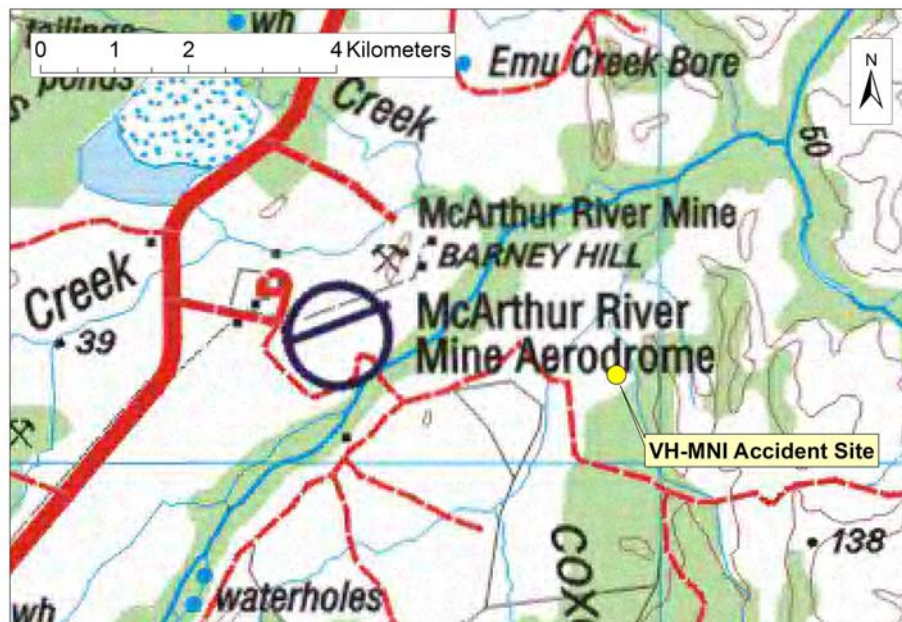 tailings
ponds
wh
0 1 2 4 Kilometers
N
Emu Creek Bore
Creek
50
McArthur River Mine
BARNEY HILL
Creek
McArthur River
Mine Aerodrome
39
VH-MNI Accident Site
COX
138
waterholes
wh